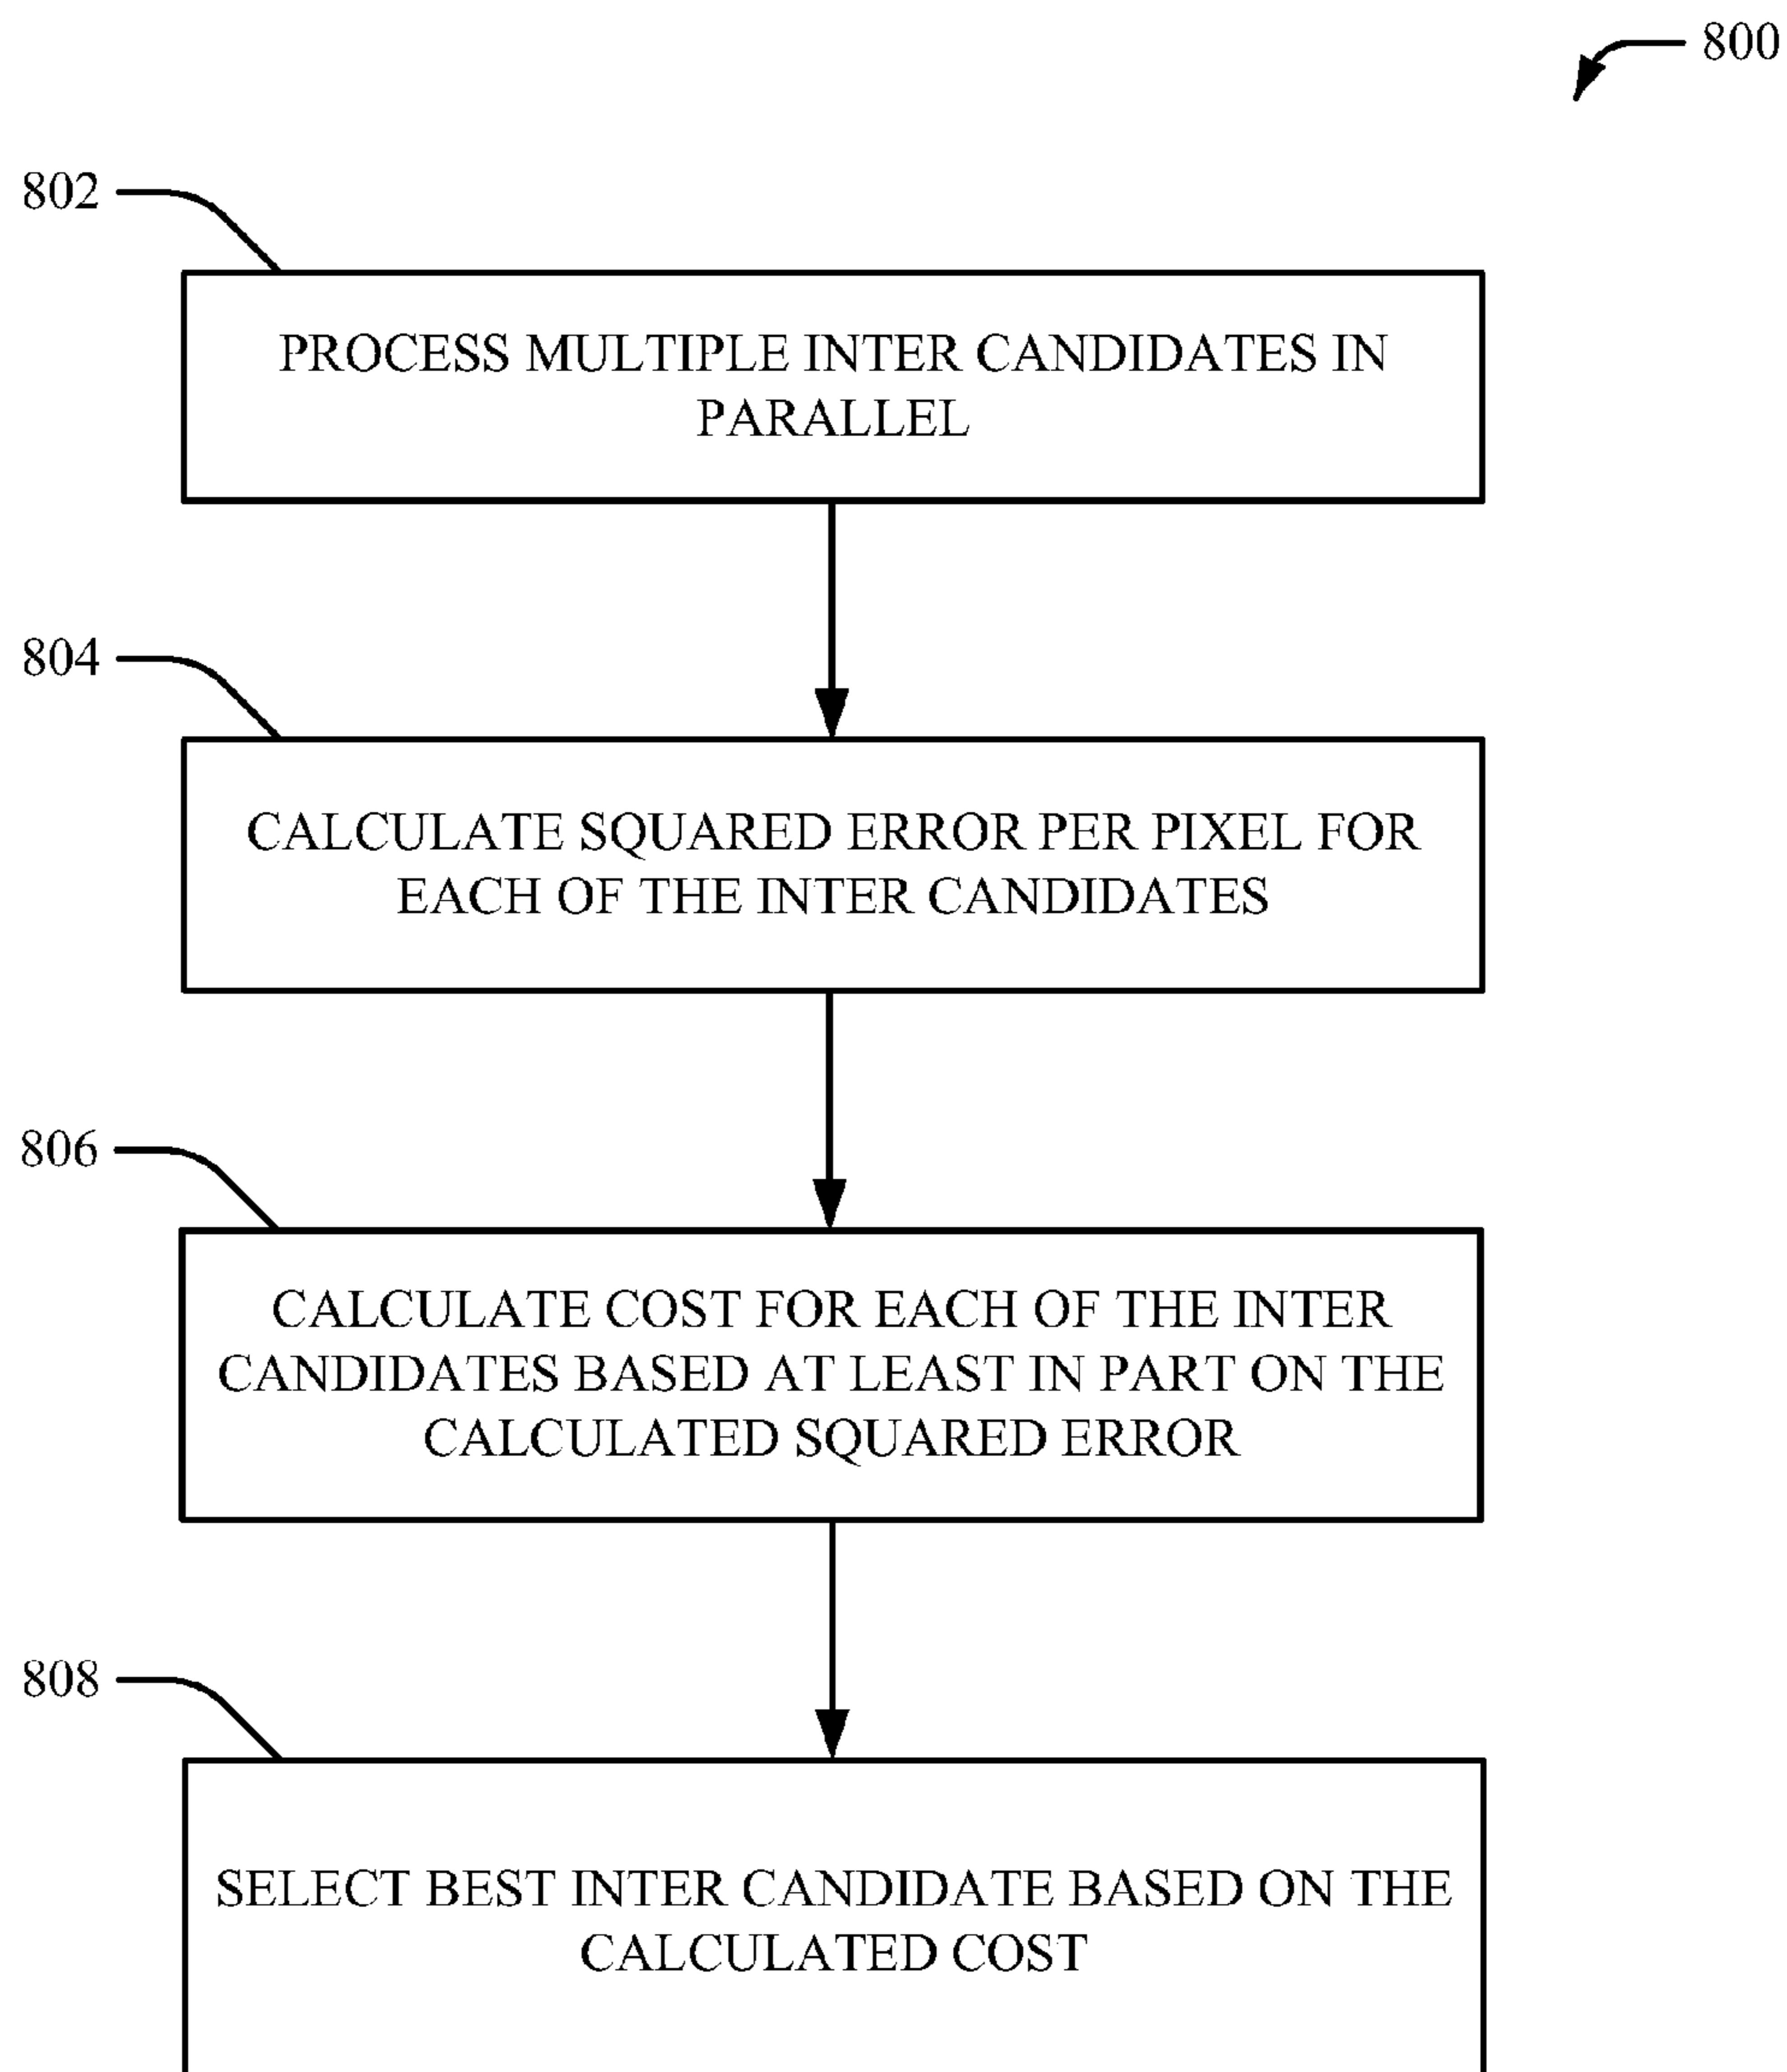 800
802
PROCESS MULTIPLE INTER CANDIDATES IN
PARALLEL
804
CALCULATE SQUARED ERROR PER PIXEL FOR
EACH OF THE INTER CANDIDATES
806
CALCULATE COST FOR EACH OF THE INTER
CANDIDATES BASED AT LEAST IN PART ON THE
CALCULATED SQUARED ERROR
808
SELECT BEST INTER CANDIDATE BASED ON THE
CALCULATED COST